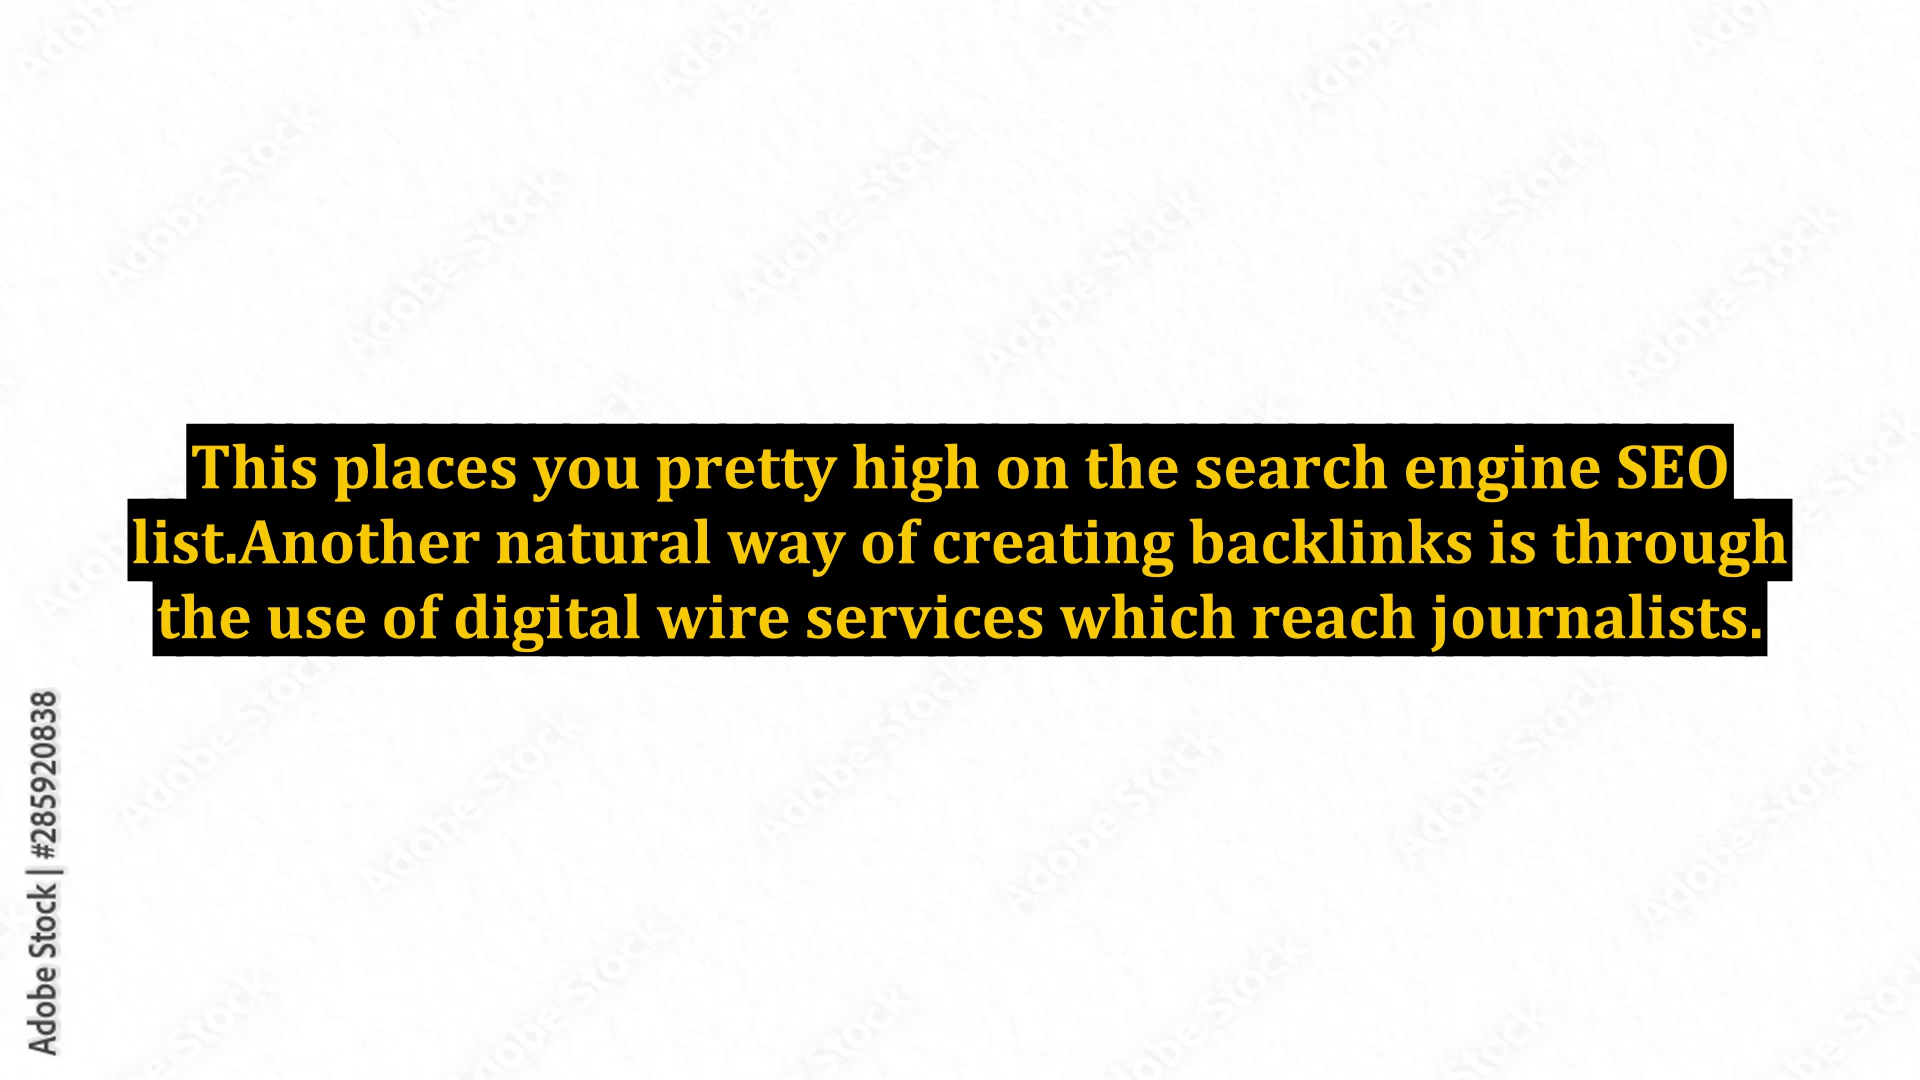 This places you pretty high on the search engine SEO
list.Another natural way of creating backlinks is through
the use of digital wire services which reach journalists.
Adobe Stock | #285920838